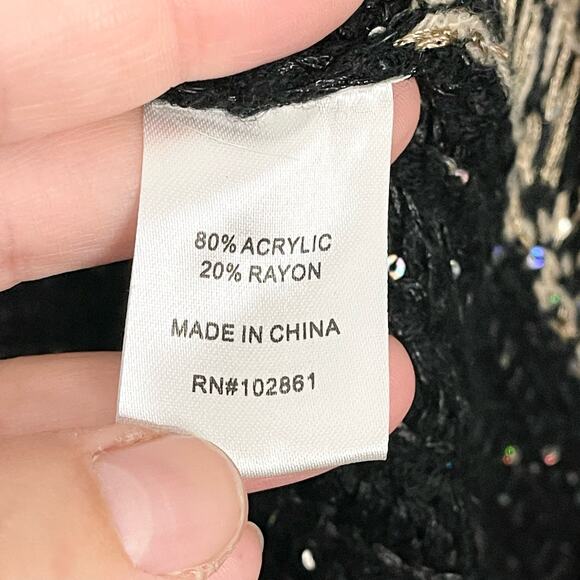 80% ACRYLIC
20% RAYON
MADE IN CHINA
RN#102861